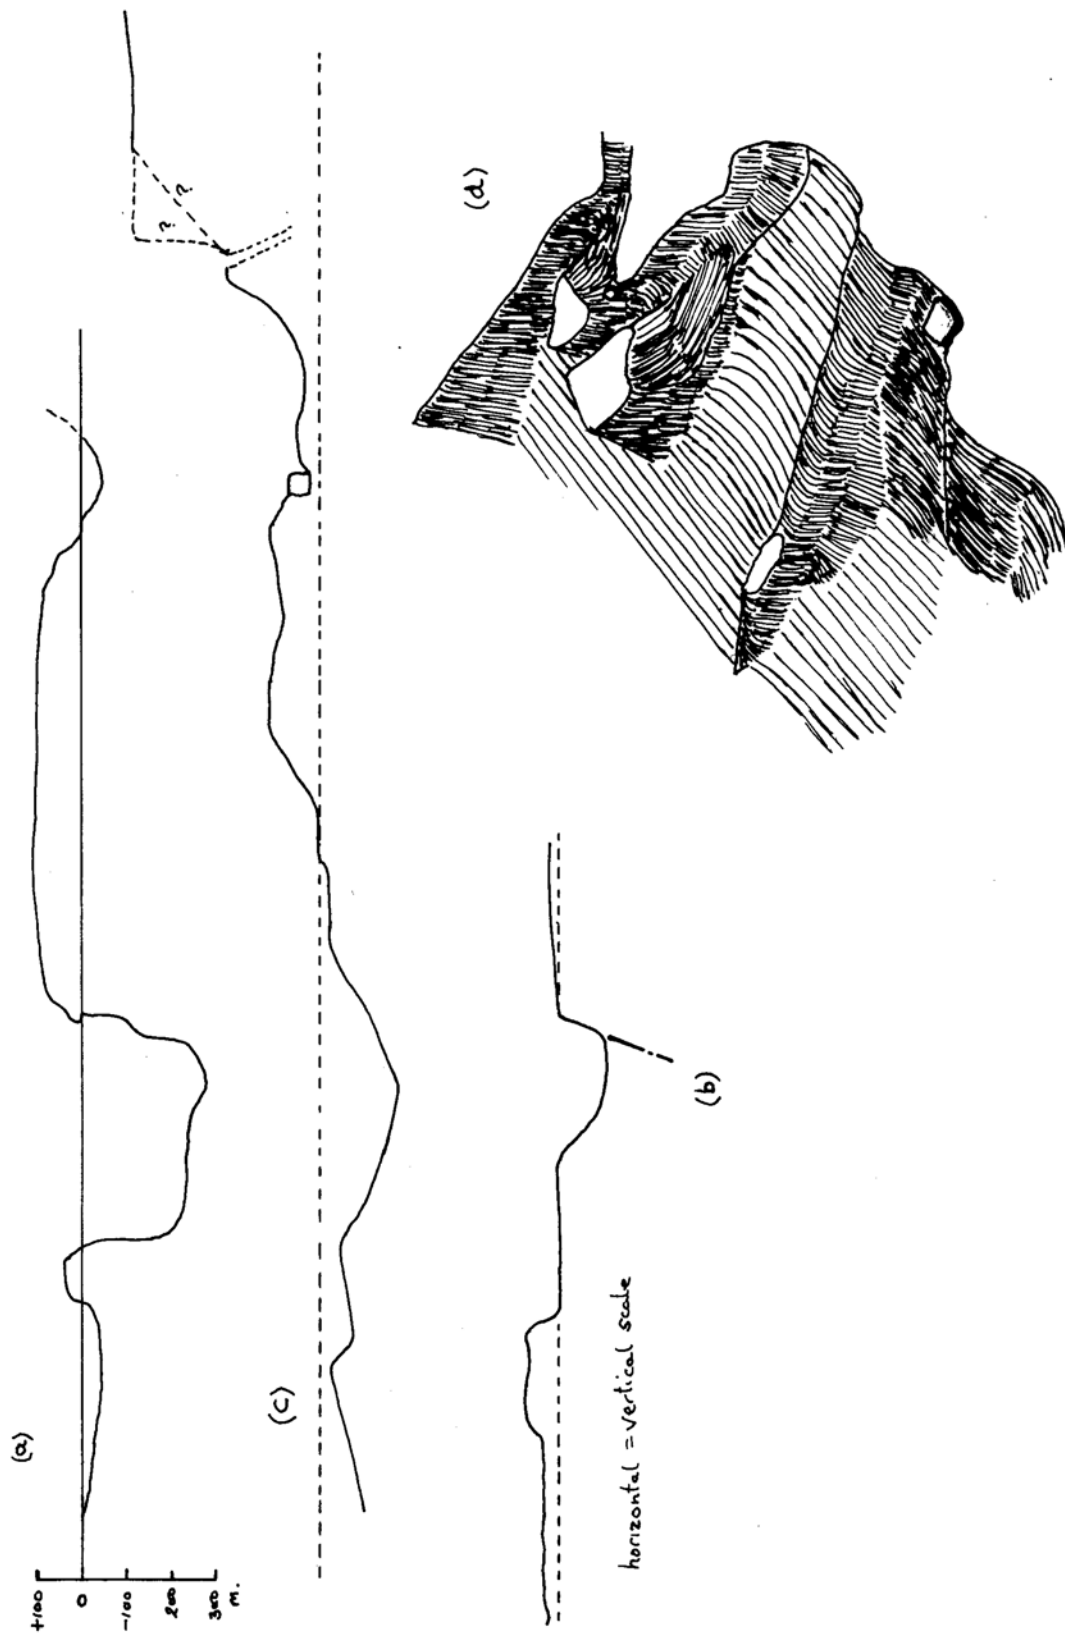 (a)
+100
0
-100
200
300
m.
?
?
(c)
(b)
horizontal = vertical scale
(d)